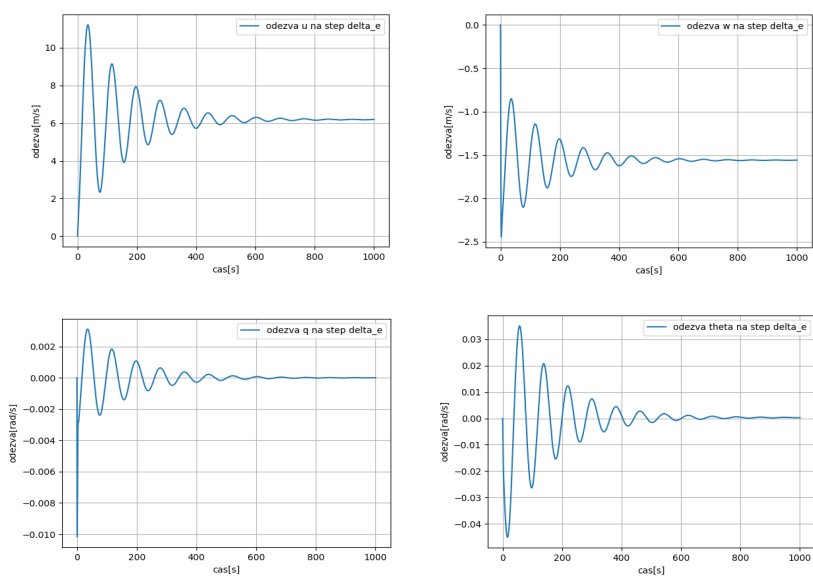 odezva u na step delta_e
odezva[m/s]
10
8
6
4
2
0
0 200 400 600 800 1000
cas[s]
odezva w na step delta_e
odezva[m/s]
0.0
−0.5
−1.0
−1.5
−2.0
−2.5
0 200 400 600 800 1000
cas[s]
odezva q na step delta_e
odezva[rad/s]
0.002
0.000
−0.002
−0.004
−0.006
−0.008
−0.010
0 200 400 600 800 1000
cas[s]
odezva theta na step delta_e
odezva[rad/s]
0.03
0.02
0.01
0.00
−0.01
−0.02
−0.03
−0.04
0 200 400 600 800 1000
cas[s]